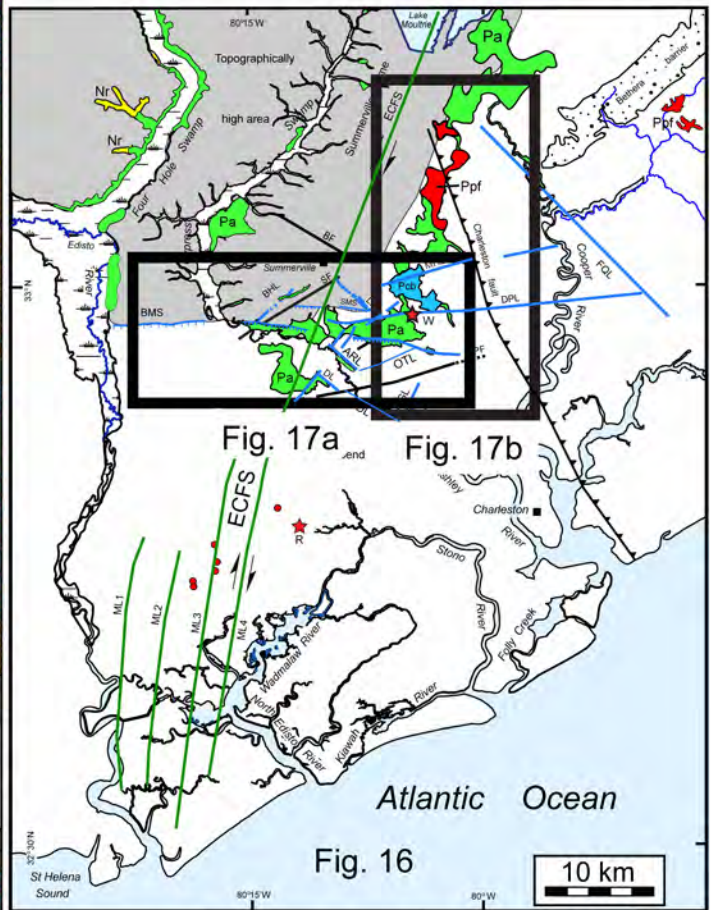 80°15'W
80°W
Lake
Moultrie
Topographically
high area
Swamp
Summerville
ECFS
Pa
Bethera barrier
Ppf
Nr
Nr
Four Hole Swamp
Ppf
Pa
BF
Edisto
River
Summerville
33°N
33°N
Charleston fault
Cooper
River
FQL
BHL
SF
SMS
Pcb
DPL
BMS
W
Pa
ARL
OTL
Pa
DL
Fig. 17a
Fig. 17b
ECFS
Charleston
River
R
Stono
River
Folly Creek
ML1
ML2
ML3
ML4
Wadmalaw River
North
Edisto
River
Kiawah
River
Atlantic Ocean
32°30'N
St Helena
Sound
Fig. 16
10 km
80°15'W
80°W